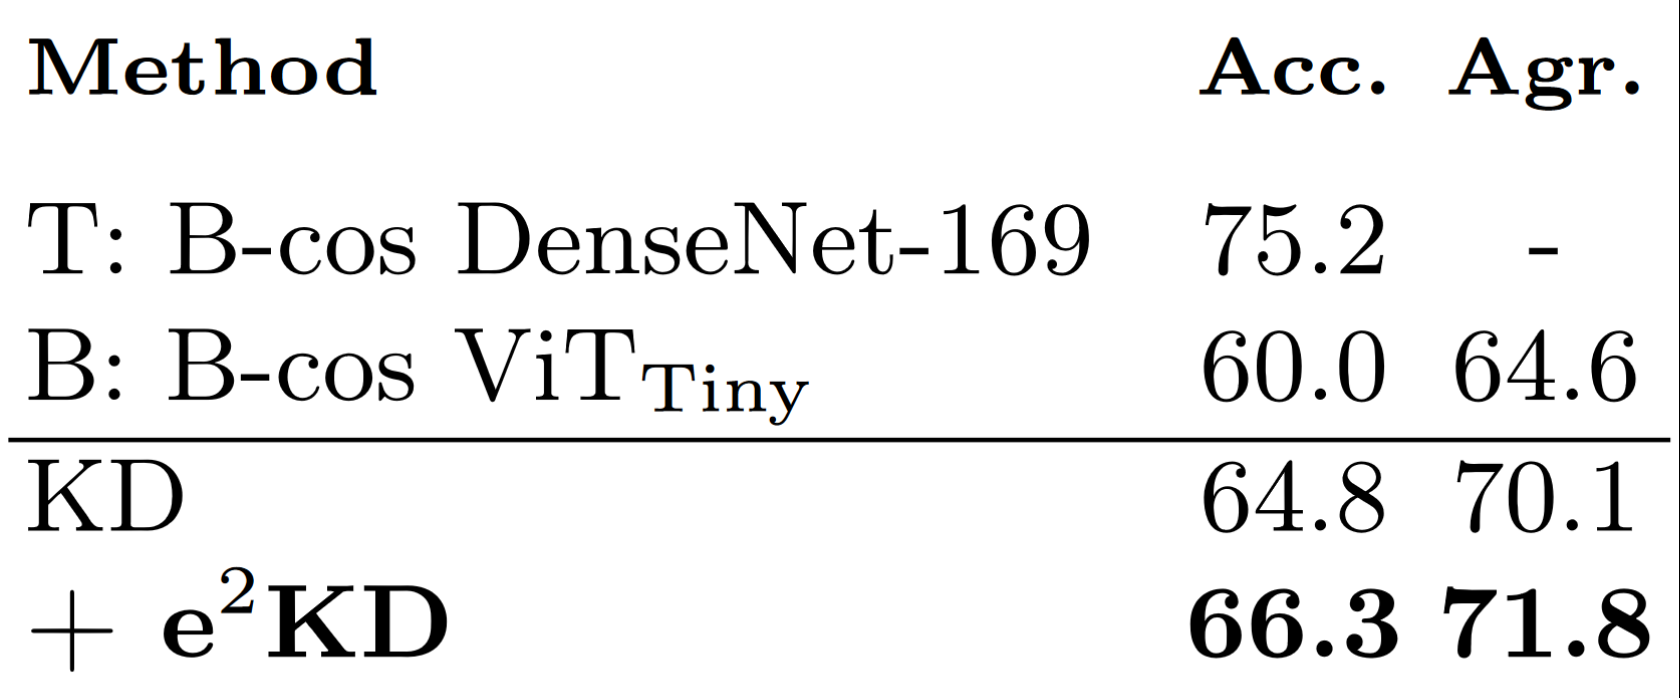 Method Acc. Agr.
T: B-cos DenseNet-169 75.2 -
B: B-cos ViT_Tiny 60.0 64.6
KD 64.8 70.1
+ e²KD 66.3 71.8